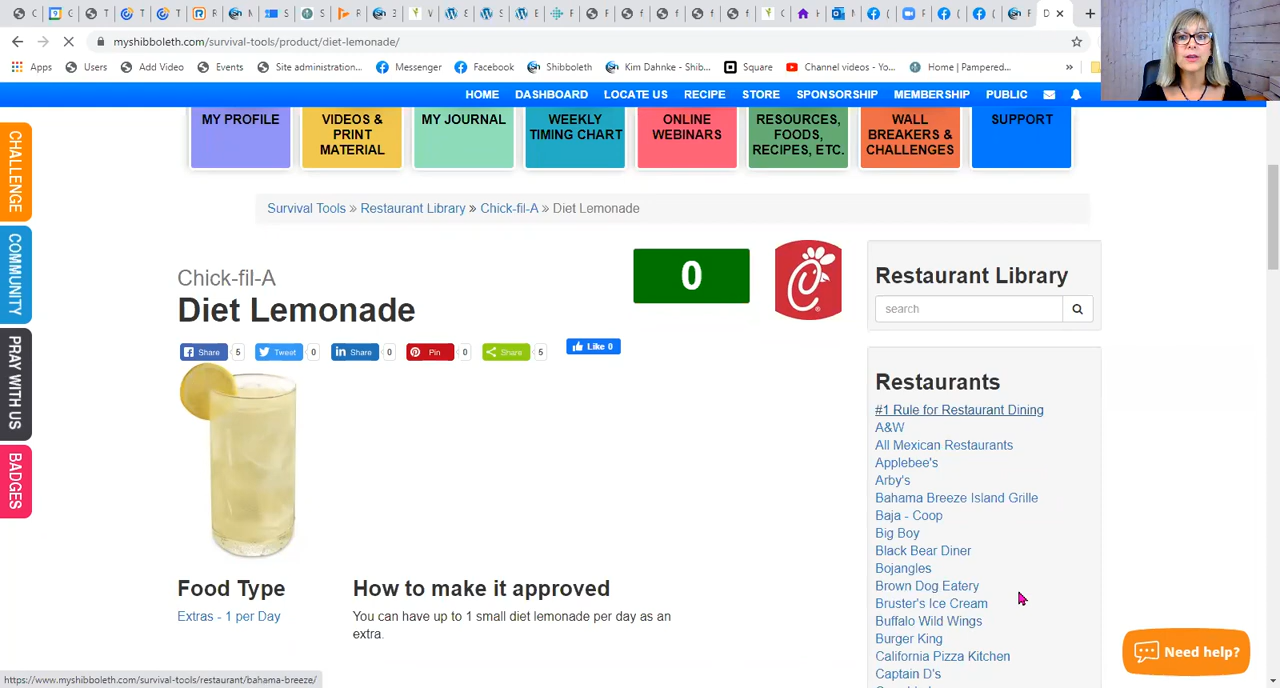 myshibboleth.com/survival-tools/product/diet-lemonade/
Apps Users Add Video Events Site administration... Messenger Facebook Shibboleth Kim Dahnke - Shib... Square Channel videos - Yo... Home | Pampered... »
HOME DASHBOARD LOCATE US RECIPE STORE SPONSORSHIP MEMBERSHIP PUBLIC
MY PROFILE
VIDEOS &
PRINT
MATERIAL
MY JOURNAL
WEEKLY
TIMING CHART
ONLINE
WEBINARS
RESOURCES,
FOODS,
RECIPES, ETC.
WALL
BREAKERS &
CHALLENGES
SUPPORT
CHALLENGE
COMMUNITY
PRAY WITH US
BADGES
Survival Tools » Restaurant Library » Chick-fil-A » Diet Lemonade
Chick-fil-A
Diet Lemonade
0
Share 5 Tweet 0 Share 0 Pin 0 Share 5 Like 0
Food Type
Extras - 1 per Day
How to make it approved
You can have up to 1 small diet lemonade per day as an
extra.
Restaurant Library
search
Restaurants
#1 Rule for Restaurant Dining
A&W
All Mexican Restaurants
Applebee's
Arby's
Bahama Breeze Island Grille
Baja - Coop
Big Boy
Black Bear Diner
Bojangles
Brown Dog Eatery
Bruster's Ice Cream
Buffalo Wild Wings
Burger King
California Pizza Kitchen
Captain D's
Need help?
https://www.myshibboleth.com/survival-tools/restaurant/bahama-breeze/